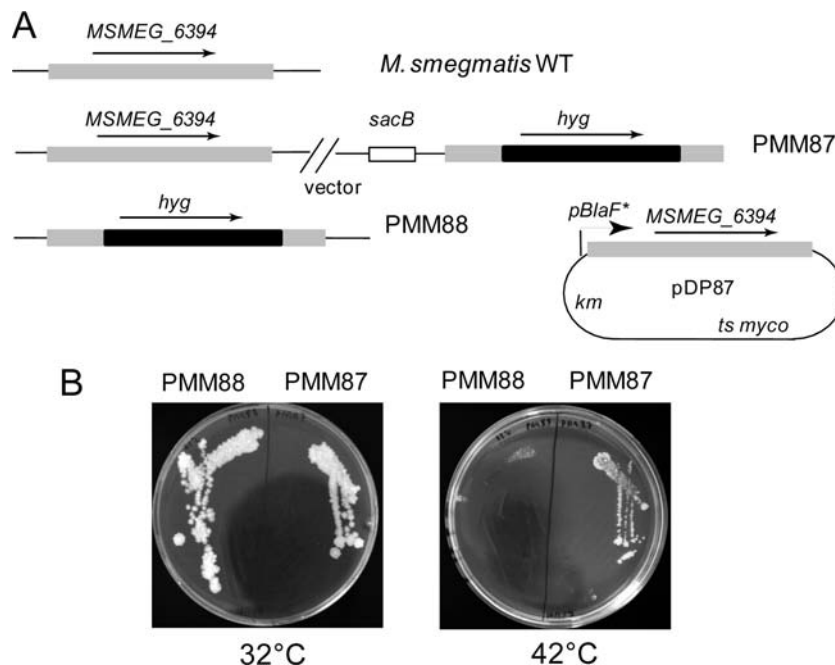 A
MSMEG_6394
M. smegmatis WT
MSMEG_6394
sacB
hyg
PMM87
vector
hyg
PMM88
pBlaF*
MSMEG_6394
pDP87
km
ts myco
B
PMM88 PMM87
PMM88 PMM87
32°C
42°C